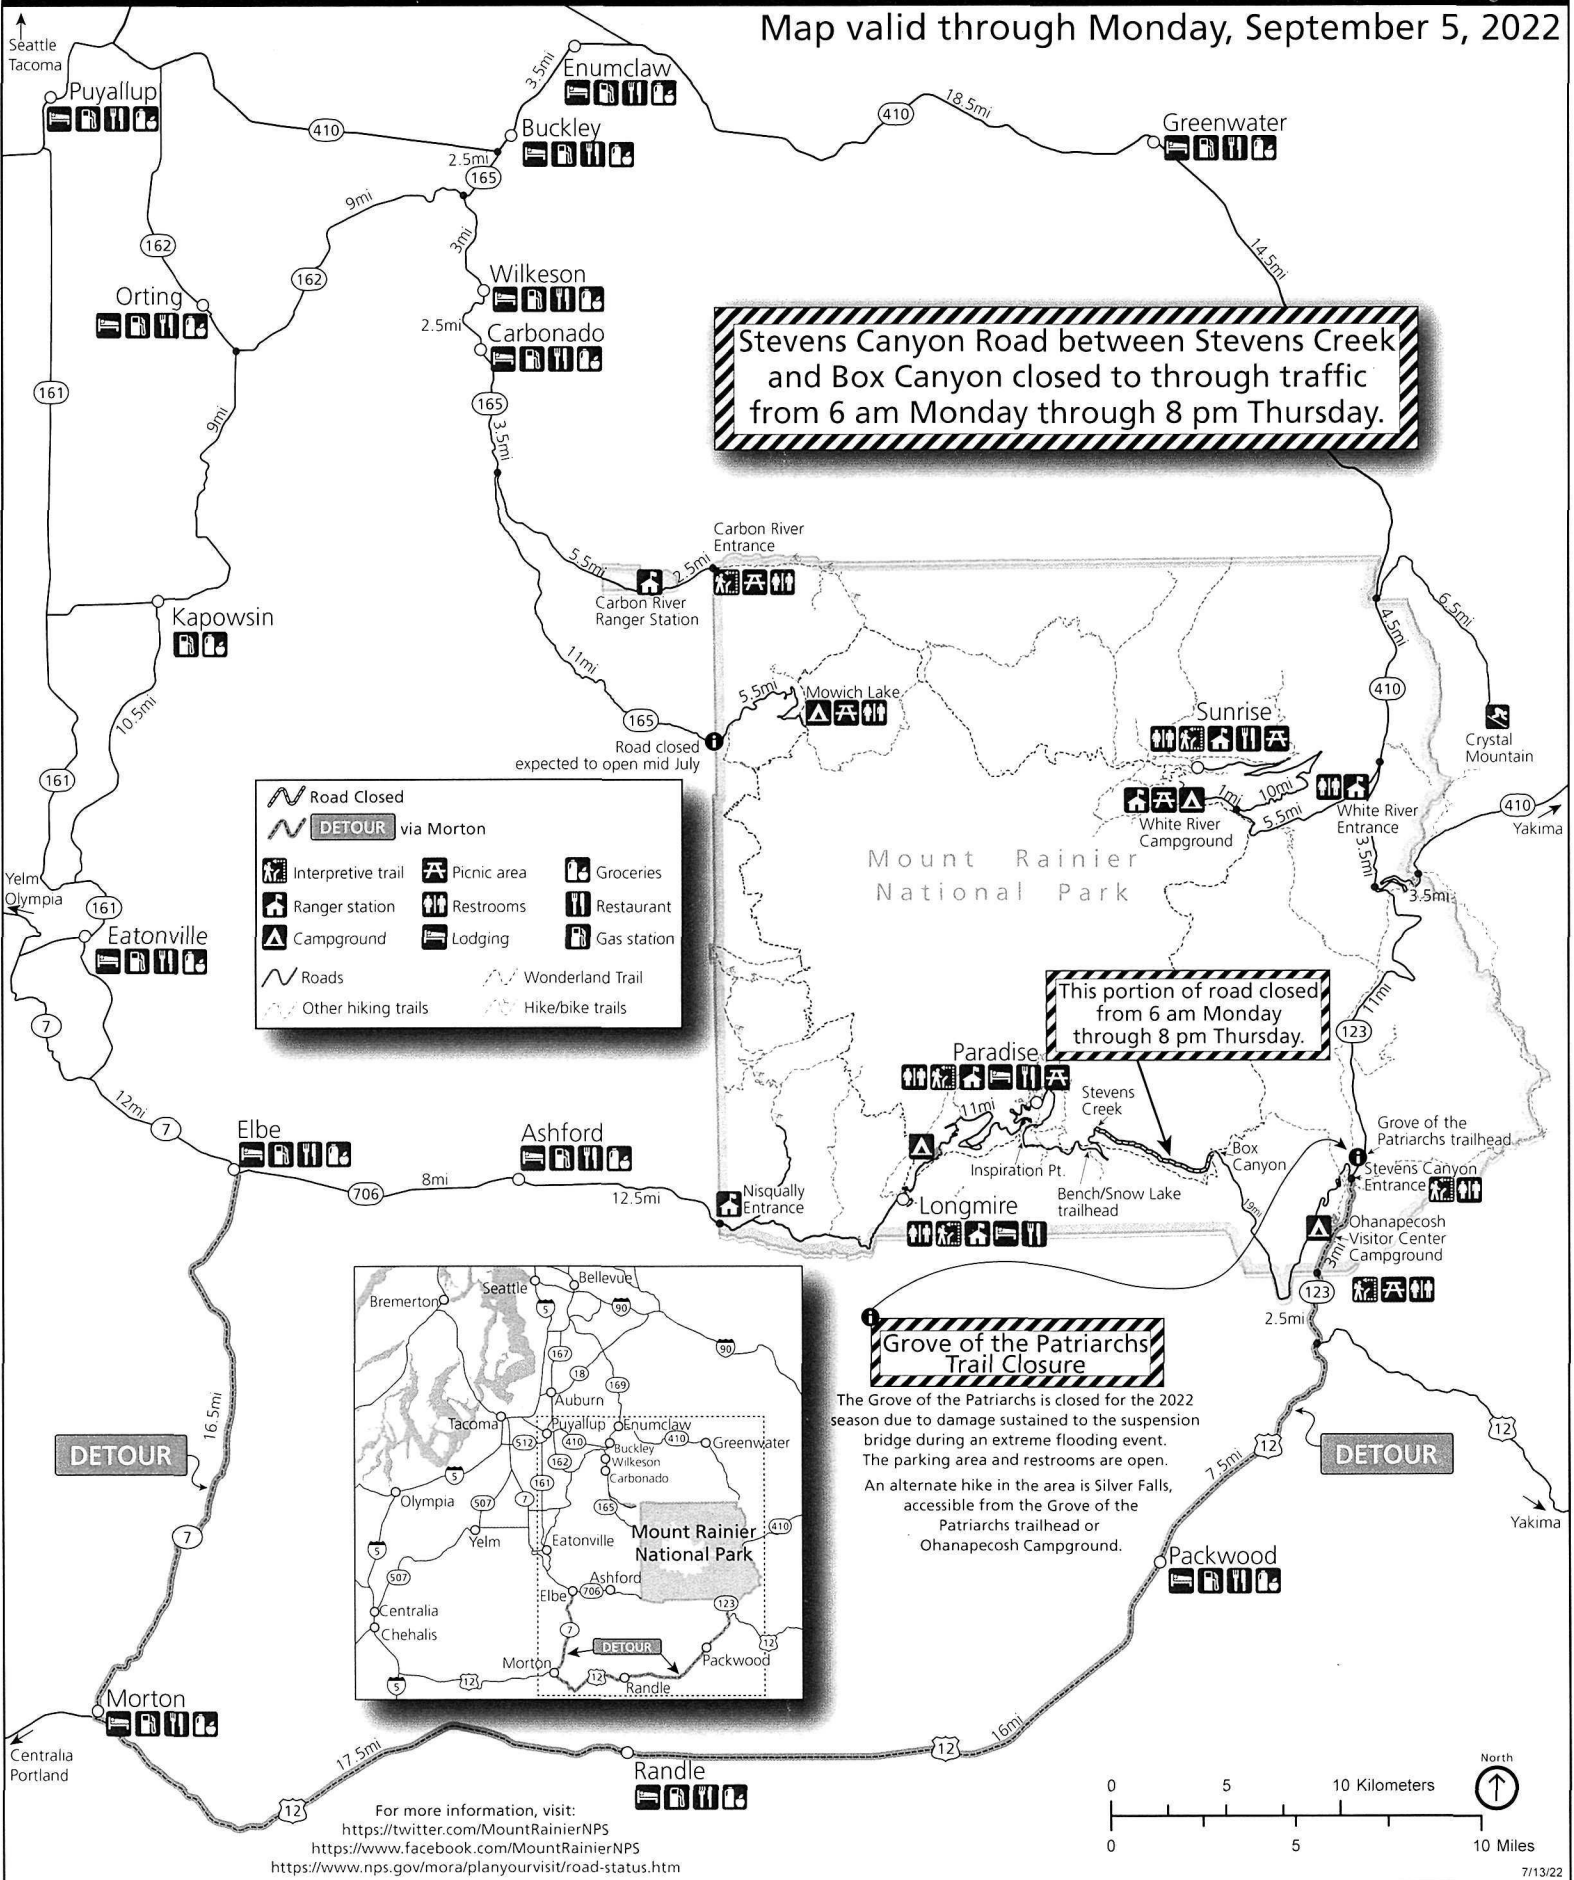 Map valid through Monday, September 5, 2022
Seattle
Tacoma
Puyallup
Enumclaw
3.5mi
Buckley
410
2.5mi
165
410
18.5mi
Greenwater
14.5mi
9mi
162
162
3mi
Orting
Wilkeson
2.5mi
Carbonado
161
9mi
165
3.5mi
Stevens Canyon Road between Stevens Creek
and Box Canyon closed to through traffic
from 6 am Monday through 8 pm Thursday.
Carbon River
Entrance
5.5mi
2.5mi
Carbon River
Ranger Station
Kapowsin
10.5mi
11mi
165
5.5mi
Mowich Lake
Road closed
expected to open mid July
4.5mi
6.5mi
410
Sunrise
Crystal
Mountain
1mi
10mi
5.5mi
White River
Campground
White River
Entrance
410
Yakima
3.5mi
3.5mi
161
Road Closed
DETOUR via Morton
Interpretive trail
Picnic area
Groceries
Ranger station
Restrooms
Restaurant
Campground
Lodging
Gas station
Roads
Wonderland Trail
Other hiking trails
Hike/bike trails
Mount Rainier
National Park
Yelm
Olympia
161
Eatonville
7
12mi
7
This portion of road closed
from 6 am Monday
through 8 pm Thursday.
11mi
123
Paradise
11mi
Stevens
Creek
Inspiration Pt.
Bench/Snow Lake
trailhead
Box
Canyon
Grove of the
Patriarchs trailhead
Stevens Canyon
Entrance
19mi
Ohanapecosh
Visitor Center
Campground
3mi
123
2.5mi
Elbe
Ashford
706
8mi
12.5mi
Nisqually
Entrance
Longmire
16.5mi
DETOUR
7
Seattle
Bellevue
Bremerton
5
90
90
167
18
169
Auburn
Tacoma
Puyallup
Enumclaw
512
410
Buckley
410
Greenwater
162
Wilkeson
Carbonado
5
161
Olympia
507
7
165
Yelm
Eatonville
Mount Rainier
National Park
410
5
507
Ashford
Elbe
706
123
Centralia
Chehalis
7
DETOUR
12
Packwood
Morton
5
12
12
Randle
Grove of the Patriarchs
Trail Closure
The Grove of the Patriarchs is closed for the 2022
season due to damage sustained to the suspension
bridge during an extreme flooding event.
The parking area and restrooms are open.
An alternate hike in the area is Silver Falls,
accessible from the Grove of the
Patriarchs trailhead or
Ohanapecosh Campground.
12
DETOUR
12
7.5mi
Yakima
Packwood
Morton
Centralia
Portland
17.5mi
12
Randle
12
16mi
For more information, visit:
https://twitter.com/MountRainierNPS
https://www.facebook.com/MountRainierNPS
https://www.nps.gov/mora/planyourvisit/road-status.htm
North
0 5 10 Kilometers
0 5 10 Miles
7/13/22